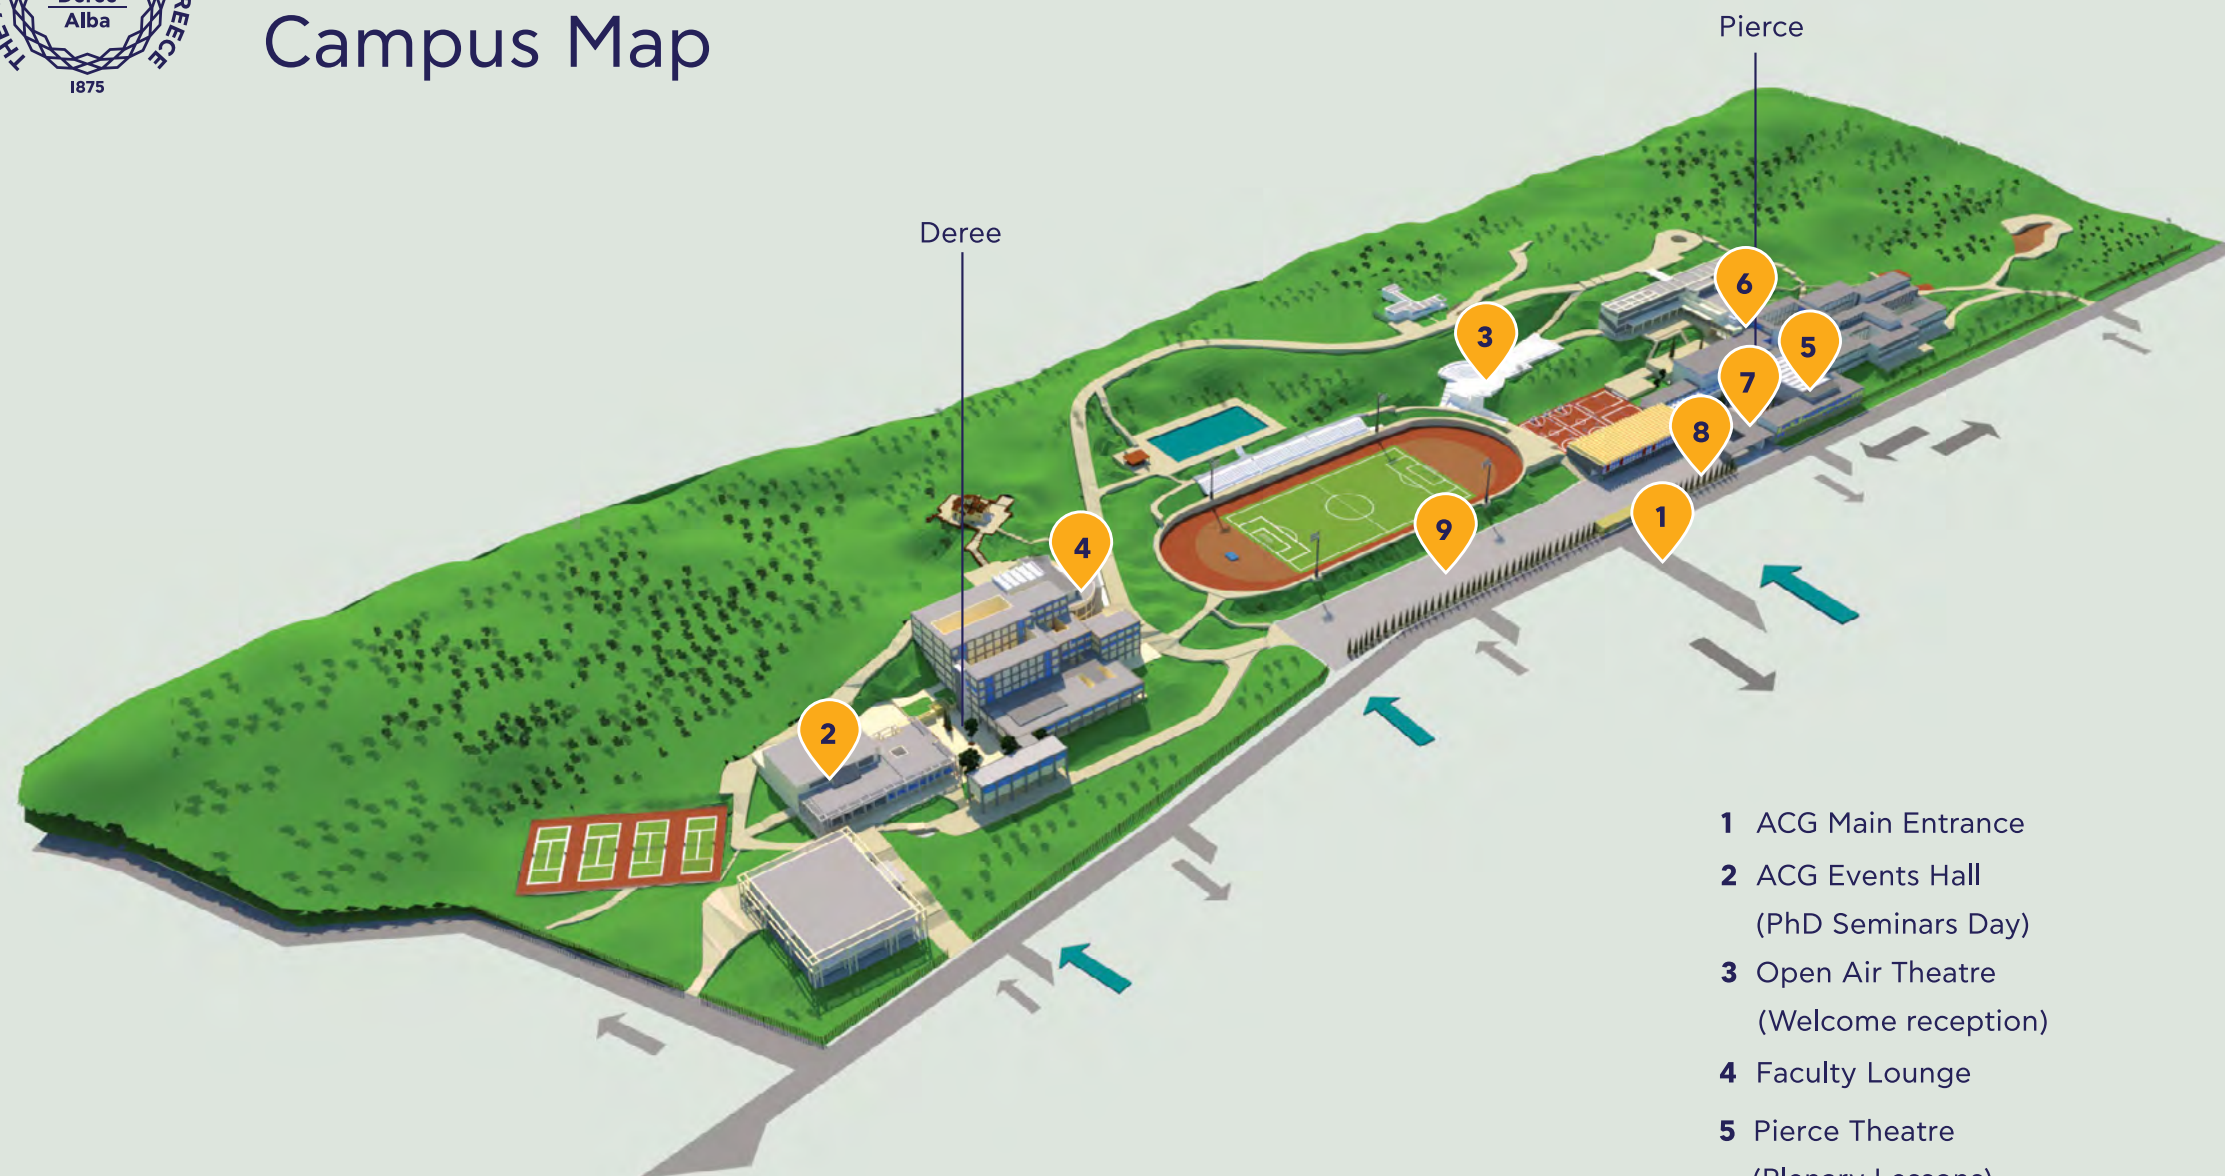 Alba
THE
REECE
1875
Campus Map
Pierce
Deree
6
3
5
7
8
1
9
4
2
1 ACG Main Entrance
2 ACG Events Hall
(PhD Seminars Day)
3 Open Air Theatre
(Welcome reception)
4 Faculty Lounge
5 Pierce Theatre